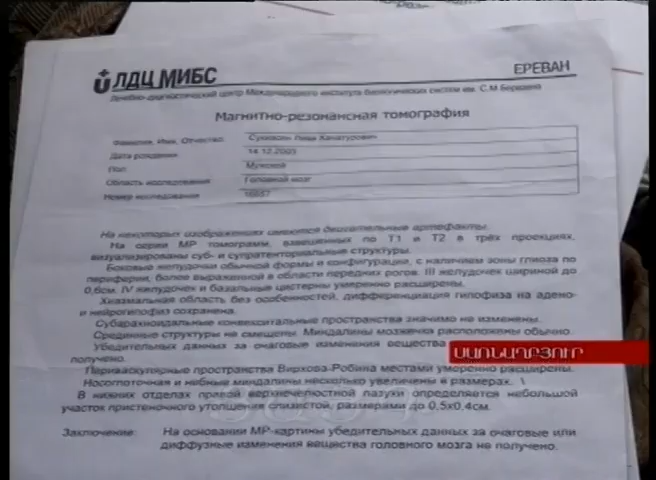 ЛДЦ МИБС
ЕРЕВАН
Лечебно-диагностический центр Международного института биологических систем им. С.М.Березина
Магнитно-резонансная томография
Фамилия, Имя, Отчество: Хачатурович
Дата рождения 14.12.2003
Пол: Мужской
Область исследования Головной мозг
Номер исследования 16657
На некоторых изображениях имеются двигательные артефакты.
На серии МР томограмм, взвешенных по Т1 и Т2 в трёх проекциях,
визуализированы суб- и супратенториальные структуры.
Боковые желудочки обычной формы и конфигурации, с наличием зоны глиоза по
периферии, более выраженной в области передних рогов. III желудочек шириной до
0,6см. IV желудочек и базальные цистерны умеренно расширены.
Хиазмальная область без особенностей, дифференциация гипофиза на адено-
и нейрогипофиз сохранена.
Субарахноидальные конвекситальные пространства значимо не изменены.
Срединные структуры не смещены. Миндалины мозжечка расположены обычно.
Убедительных данных за очаговые изменения вещества
получено.
Периваскулярные пространства Вирхова-Робина местами умеренно расширены.
Носоглоточная и небные миндалины несколько увеличены в размерах.
В нижних отделах правой верхнечелюстной пазухи определяется небольшой
участок пристеночного утолщения слизистой, размерами до 0,5х0,4см.
Заключение: На основании МР-картины убедительных данных за очаговые или
диффузные изменения вещества головного мозга не получено.
ՍԱՌՆԱՂԲՅՈՒՐ